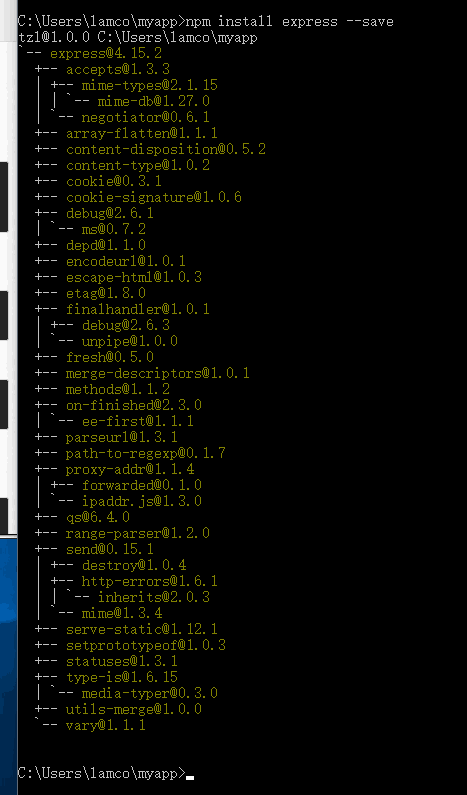 C:\Users\lamco\myapp>npm install express --save
tzl@1.0.0 C:\Users\lamco\myapp
`-- express@4.15.2
  +-- accepts@1.3.3
  | +-- mime-types@2.1.15
  | | `-- mime-db@1.27.0
  | `-- negotiator@0.6.1
  +-- array-flatten@1.1.1
  +-- content-disposition@0.5.2
  +-- content-type@1.0.2
  +-- cookie@0.3.1
  +-- cookie-signature@1.0.6
  +-- debug@2.6.1
  | `-- ms@0.7.2
  +-- depd@1.1.0
  +-- encodeurl@1.0.1
  +-- escape-html@1.0.3
  +-- etag@1.8.0
  +-- finalhandler@1.0.1
  | +-- debug@2.6.3
  | `-- unpipe@1.0.0
  +-- fresh@0.5.0
  +-- merge-descriptors@1.0.1
  +-- methods@1.1.2
  +-- on-finished@2.3.0
  | `-- ee-first@1.1.1
  +-- parseurl@1.3.1
  +-- path-to-regexp@0.1.7
  +-- proxy-addr@1.1.4
  | +-- forwarded@0.1.0
  | `-- ipaddr.js@1.3.0
  +-- qs@6.4.0
  +-- range-parser@1.2.0
  +-- send@0.15.1
  | +-- destroy@1.0.4
  | +-- http-errors@1.6.1
  | | `-- inherits@2.0.3
  | `-- mime@1.3.4
  +-- serve-static@1.12.1
  +-- setprototypeof@1.0.3
  +-- statuses@1.3.1
  +-- type-is@1.6.15
  | `-- media-typer@0.3.0
  +-- utils-merge@1.0.0
  `-- vary@1.1.1
C:\Users\lamco\myapp>